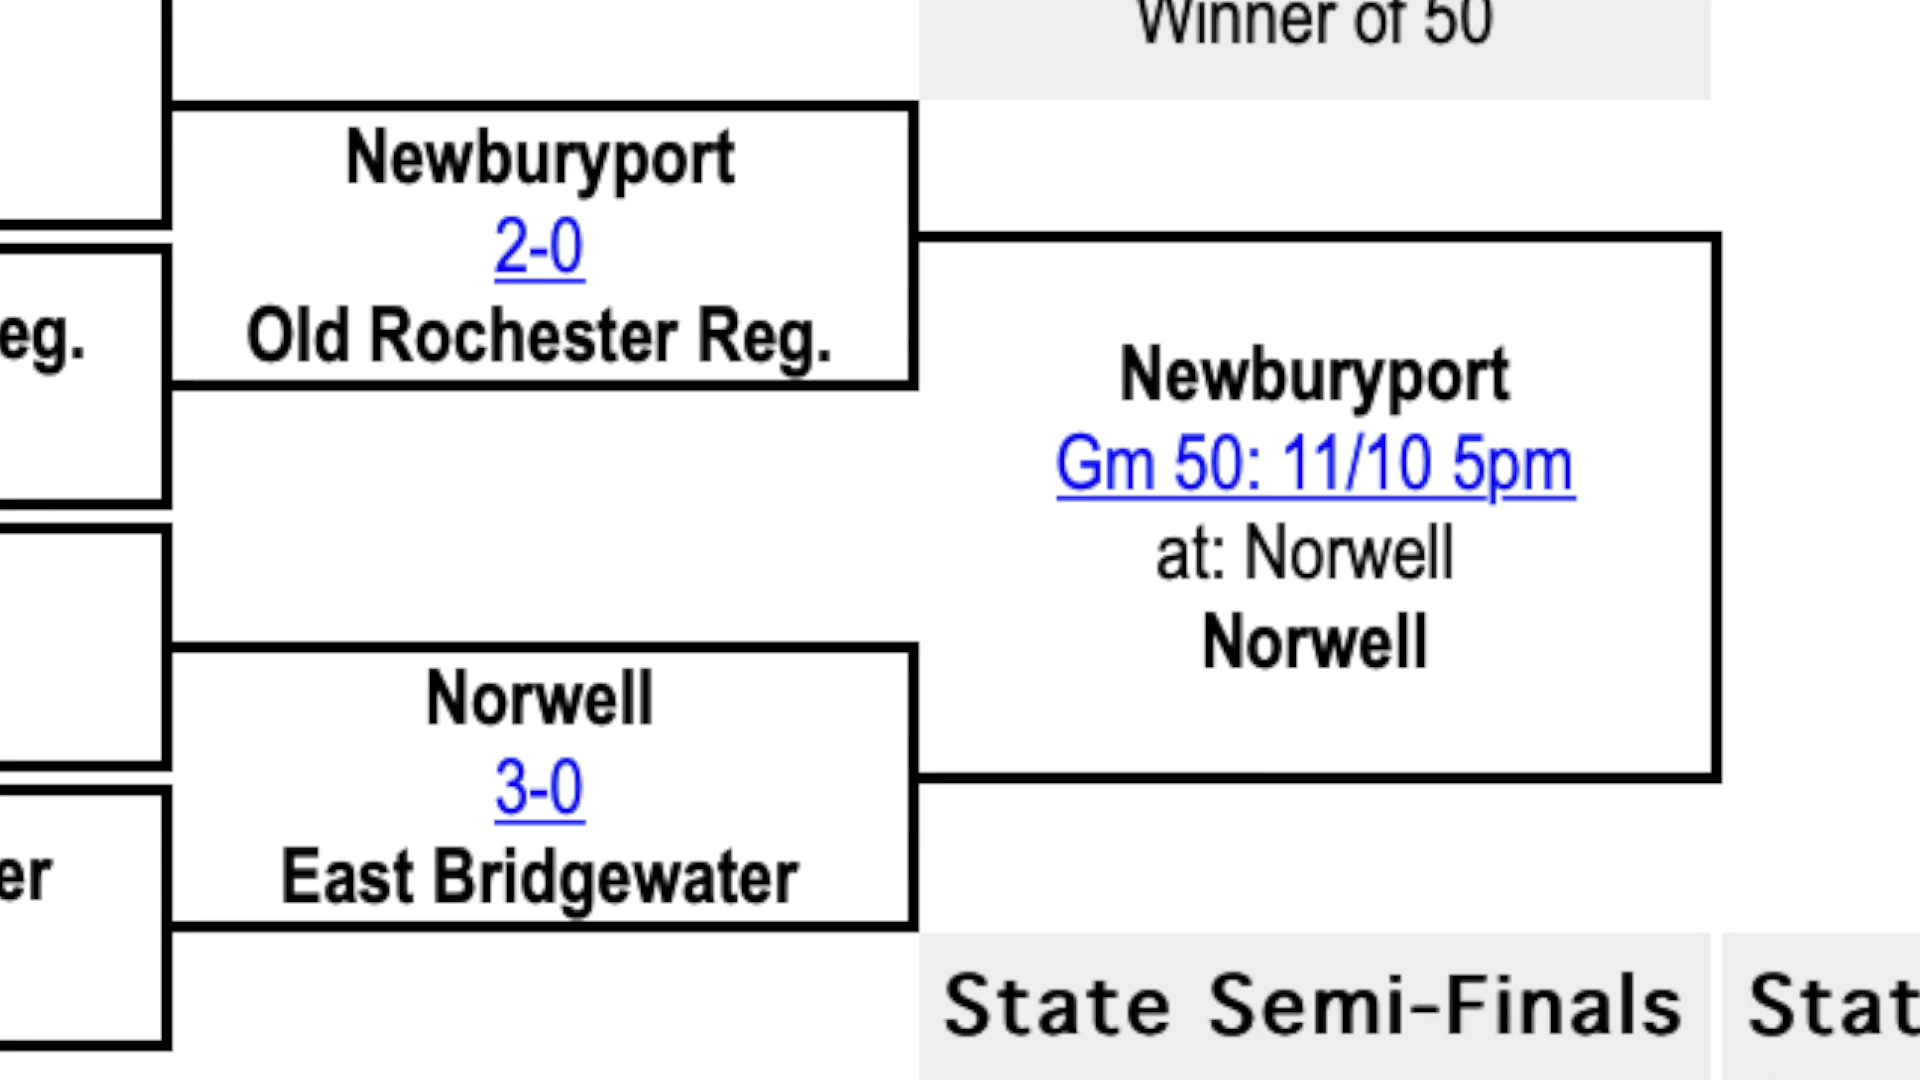 Winner of 50
Newburyport
2-0
Old Rochester Reg.
eg.
Newburyport
Gm 50: 11/10 5pm
at: Norwell
Norwell
Norwell
3-0
East Bridgewater
er
State Semi-Finals
Stat